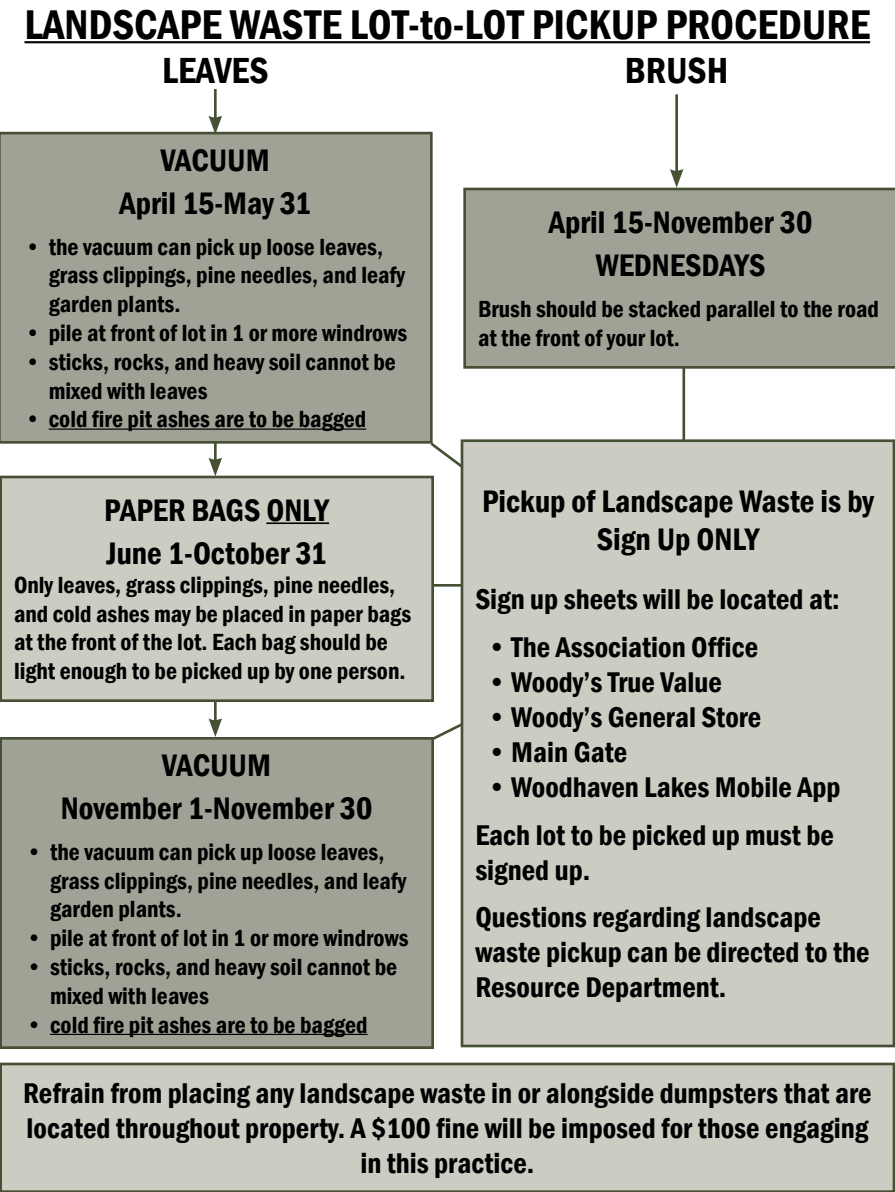 LANDSCAPE WASTE LOT-to-LOT PICKUP PROCEDURE
LEAVES
VACUUM
April 15-May 31
• the vacuum can pick up loose leaves,
grass clippings, pine needles, and leafy
garden plants.
• pile at front of lot in 1 or more windrows
• sticks, rocks, and heavy soil cannot be
mixed with leaves
• cold fire pit ashes are to be bagged
PAPER BAGS ONLY
June 1-October 31
Only leaves, grass clippings, pine needles,
and cold ashes may be placed in paper bags
at the front of the lot. Each bag should be
light enough to be picked up by one person.
VACUUM
November 1-November 30
• the vacuum can pick up loose leaves,
grass clippings, pine needles, and leafy
garden plants.
• pile at front of lot in 1 or more windrows
• sticks, rocks, and heavy soil cannot be
mixed with leaves
• cold fire pit ashes are to be bagged
BRUSH
April 15-November 30
WEDNESDAYS
Brush should be stacked parallel to the road
at the front of your lot.
Pickup of Landscape Waste is by
Sign Up ONLY
Sign up sheets will be located at:
• The Association Office
• Woody’s True Value
• Woody’s General Store
• Main Gate
• Woodhaven Lakes Mobile App
Each lot to be picked up must be
signed up.
Questions regarding landscape
waste pickup can be directed to the
Resource Department.
Refrain from placing any landscape waste in or alongside dumpsters that are
located throughout property. A $100 fine will be imposed for those engaging
in this practice.